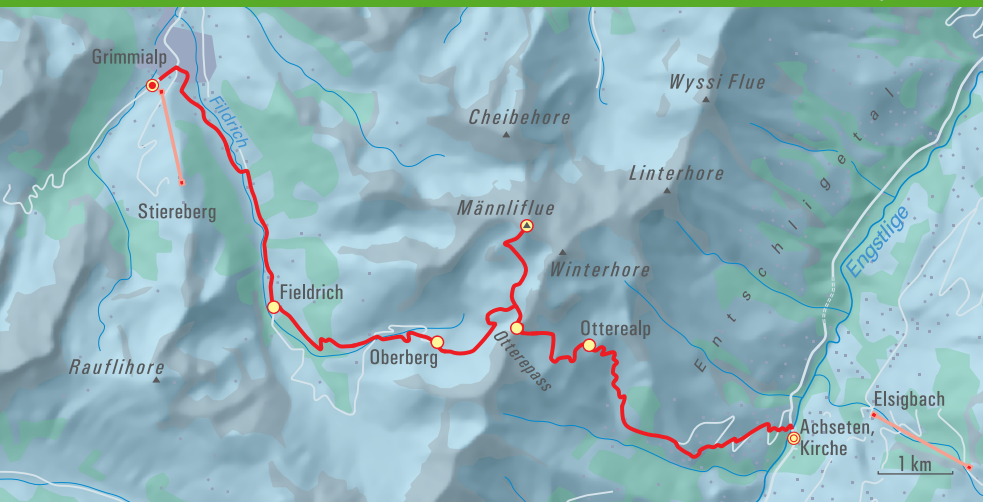 Grimmialp
Fildrich
Wyssi Flue
Cheibehore
Linterhore
Entschligetal
Stiereberg
Männliflue
Engstlige
Winterhore
Fieldrich
Otterealp
Oberberg
Otterepass
Rauflihore
Elsigbach
Achseten,
Kirche
1 km